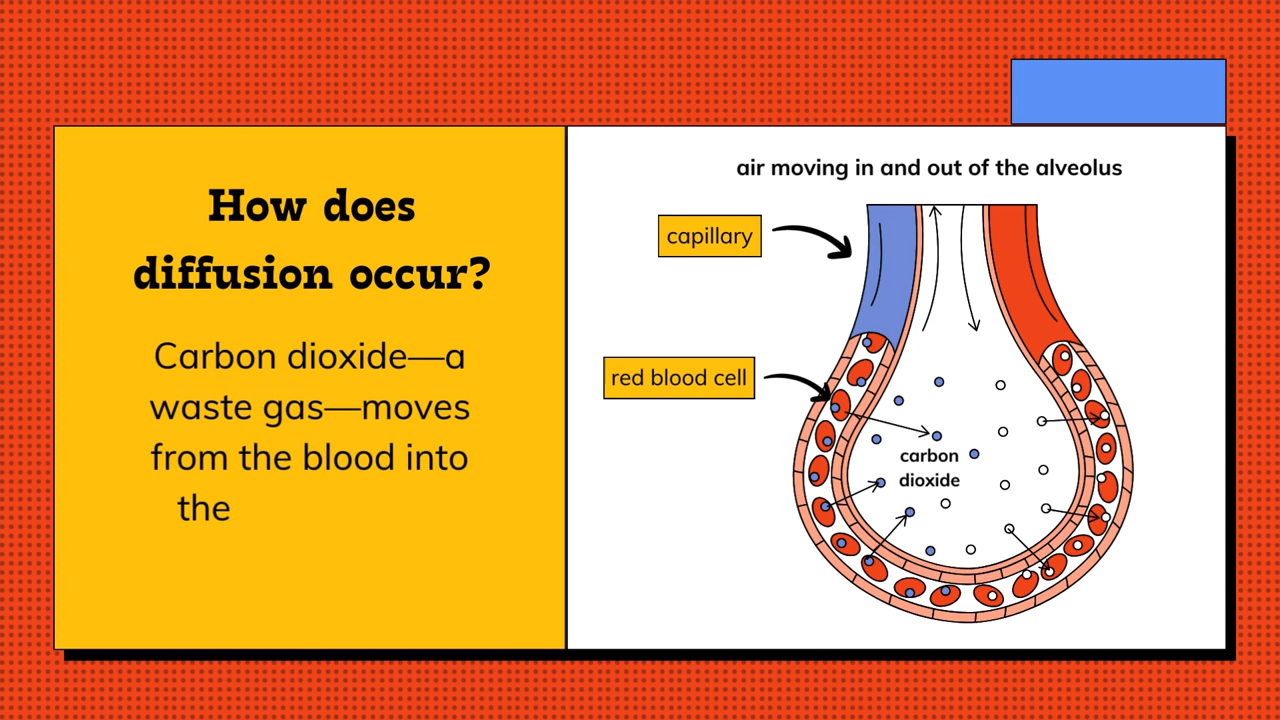 How does
diffusion occur?
Carbon dioxide—a
waste gas—moves
from the blood into
the
air moving in and out of the alveolus
capillary
red blood cell
carbon
dioxide